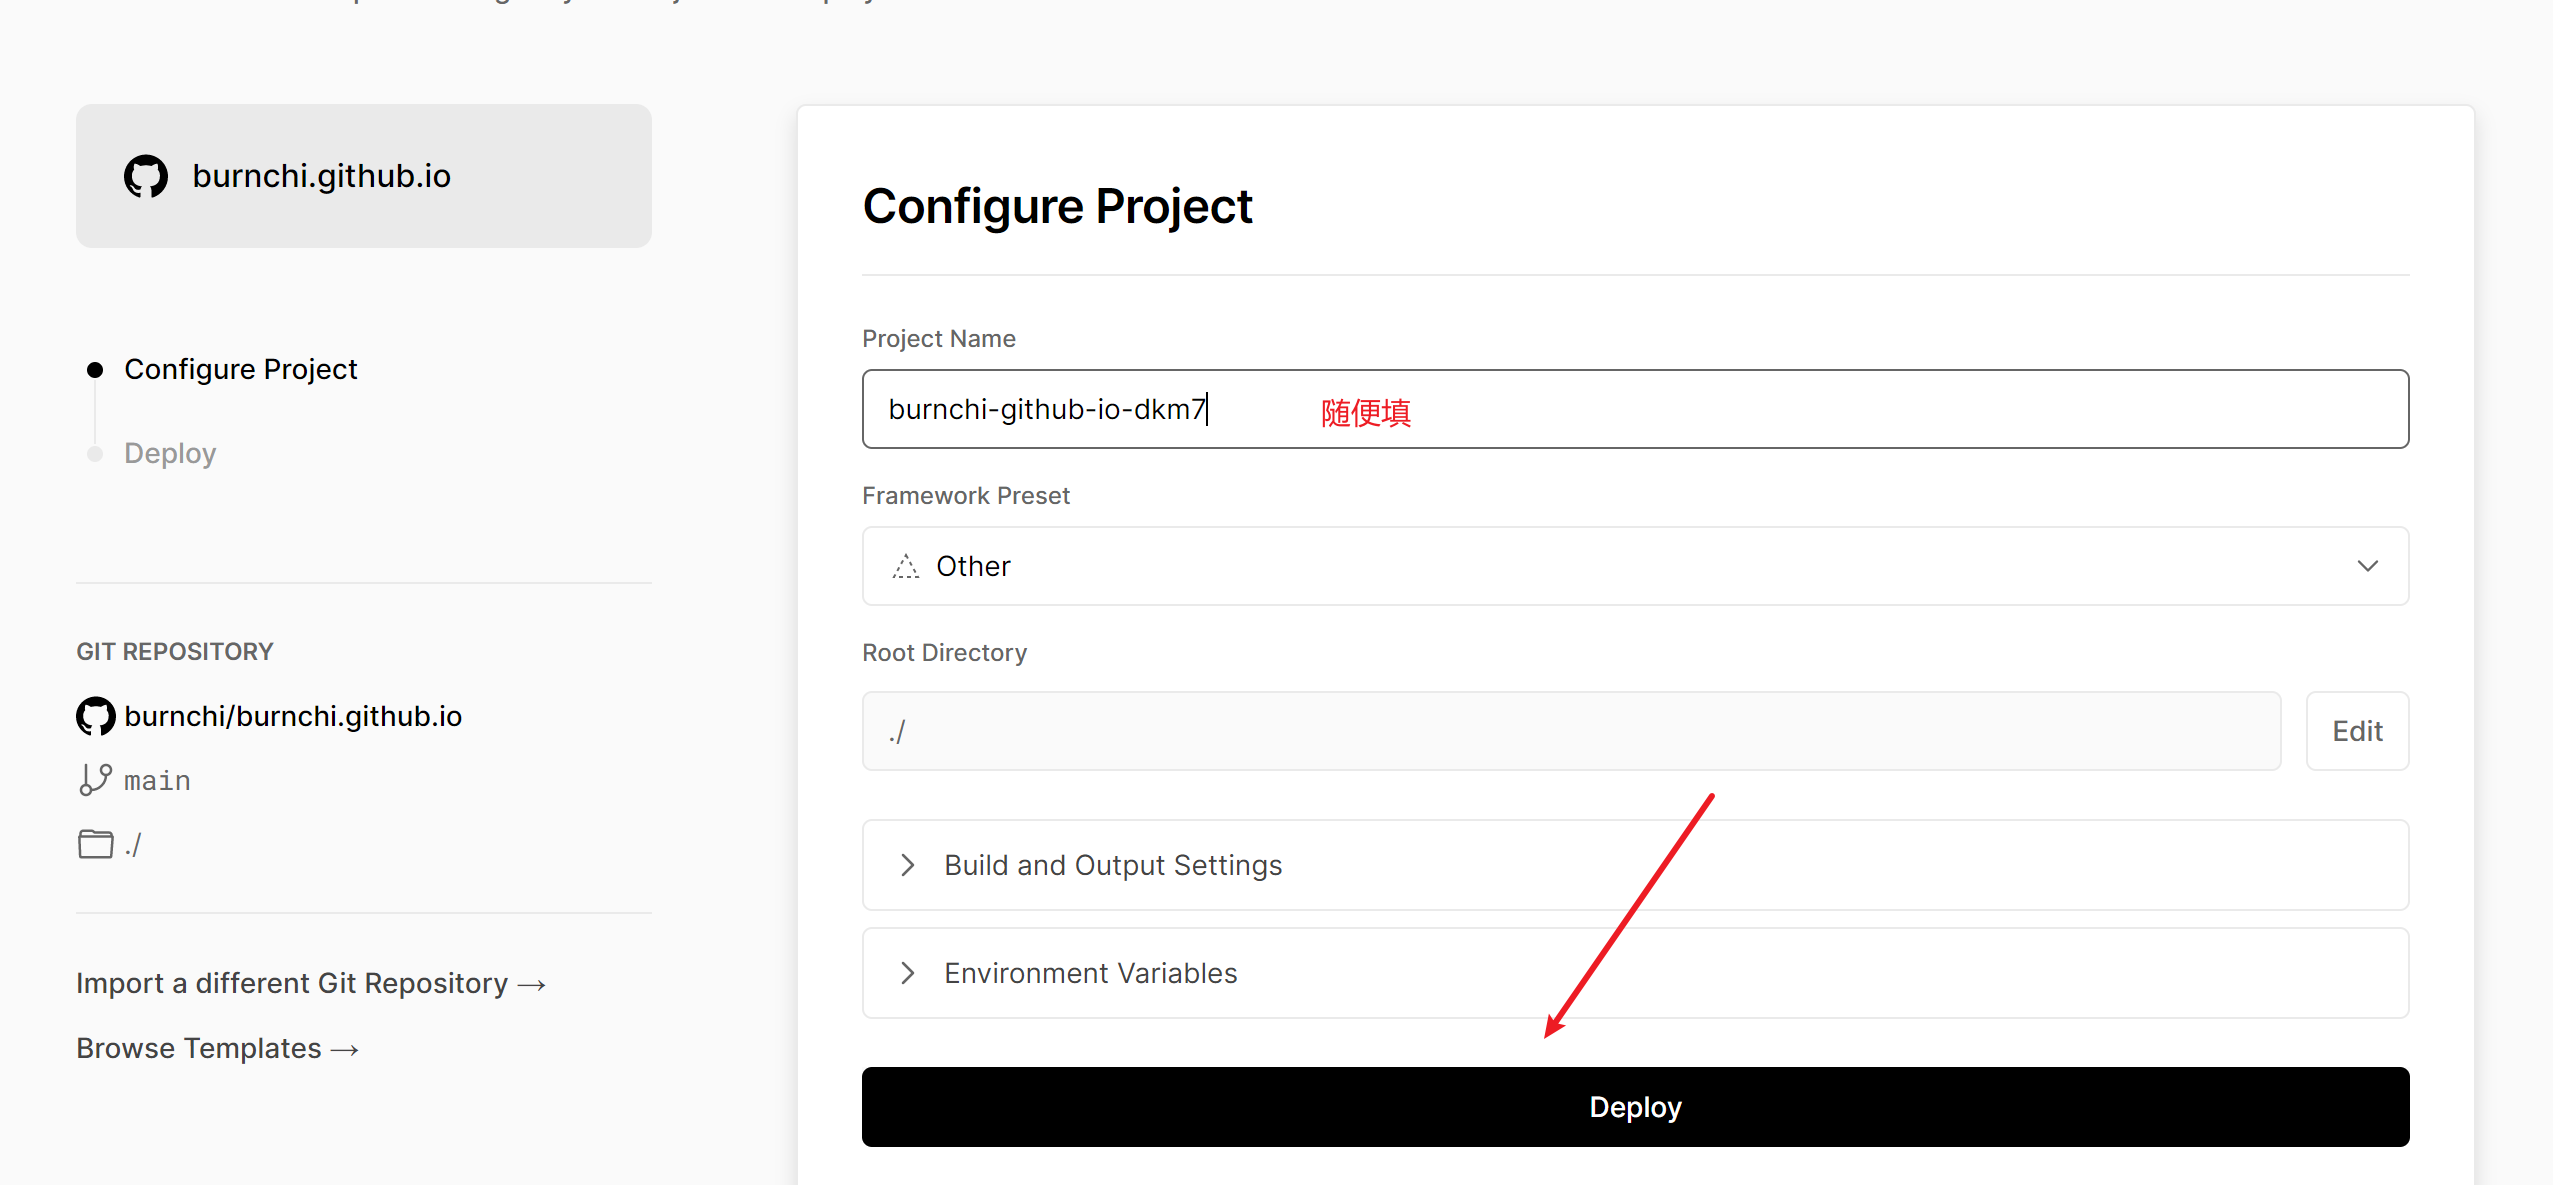 burnchi.github.io
Configure Project
Deploy
GIT REPOSITORY
burnchi/burnchi.github.io
main
./
Import a different Git Repository →
Browse Templates →
Configure Project
Project Name
burnchi-github-io-dkm7 随便填
Framework Preset
Other
Root Directory
./ Edit
Build and Output Settings
Environment Variables
Deploy